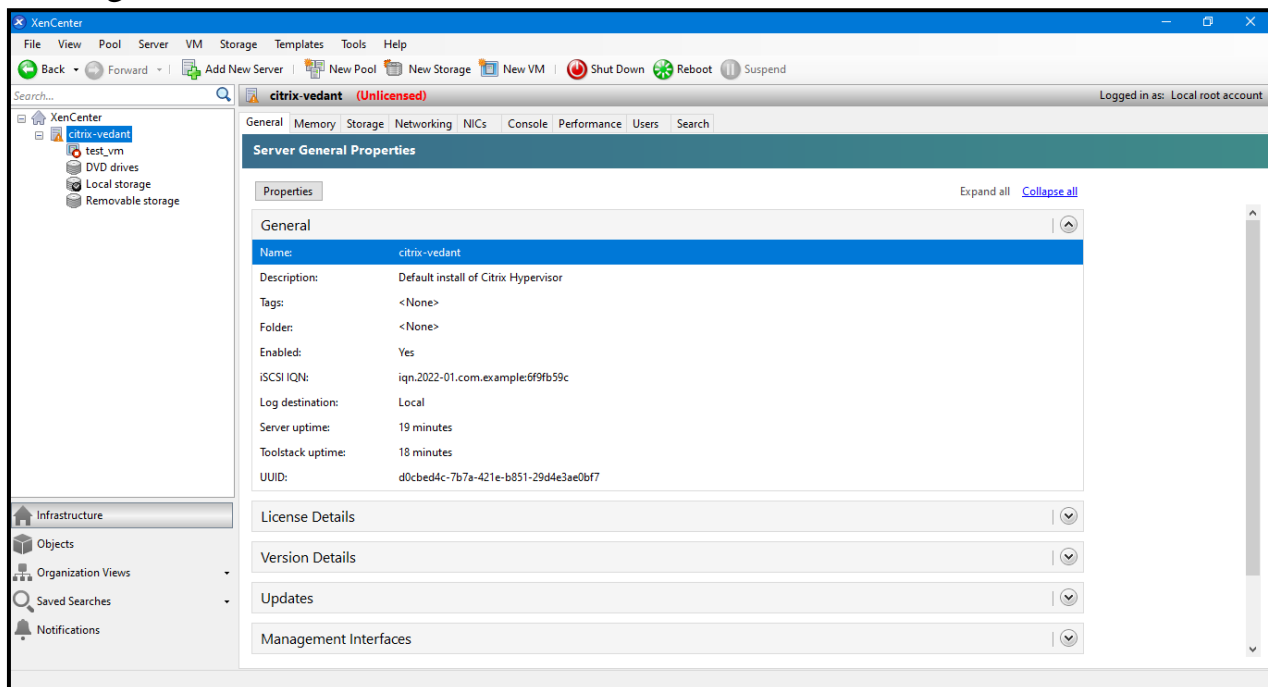 XenCenter
File View Pool Server VM Storage Templates Tools Help
Back Forward Add New Server New Pool New Storage New VM Shut Down Reboot Suspend
Search... citrix-vedant (Unlicensed) Logged in as: Local root account
XenCenter
citrix-vedant
test_vm
DVD drives
Local storage
Removable storage
General Memory Storage Networking NICs Console Performance Users Search
Server General Properties
Properties Expand all Collapse all
General
Name: citrix-vedant
Description: Default install of Citrix Hypervisor
Tags: <None>
Folder: <None>
Enabled: Yes
iSCSI IQN: iqn.2022-01.com.example:6f9fb59c
Log destination: Local
Server uptime: 19 minutes
Toolstack uptime: 18 minutes
UUID: d0cbed4c-7b7a-421e-b851-29d4e3ae0bf7
License Details
Version Details
Updates
Management Interfaces
Infrastructure
Objects
Organization Views
Saved Searches
Notifications